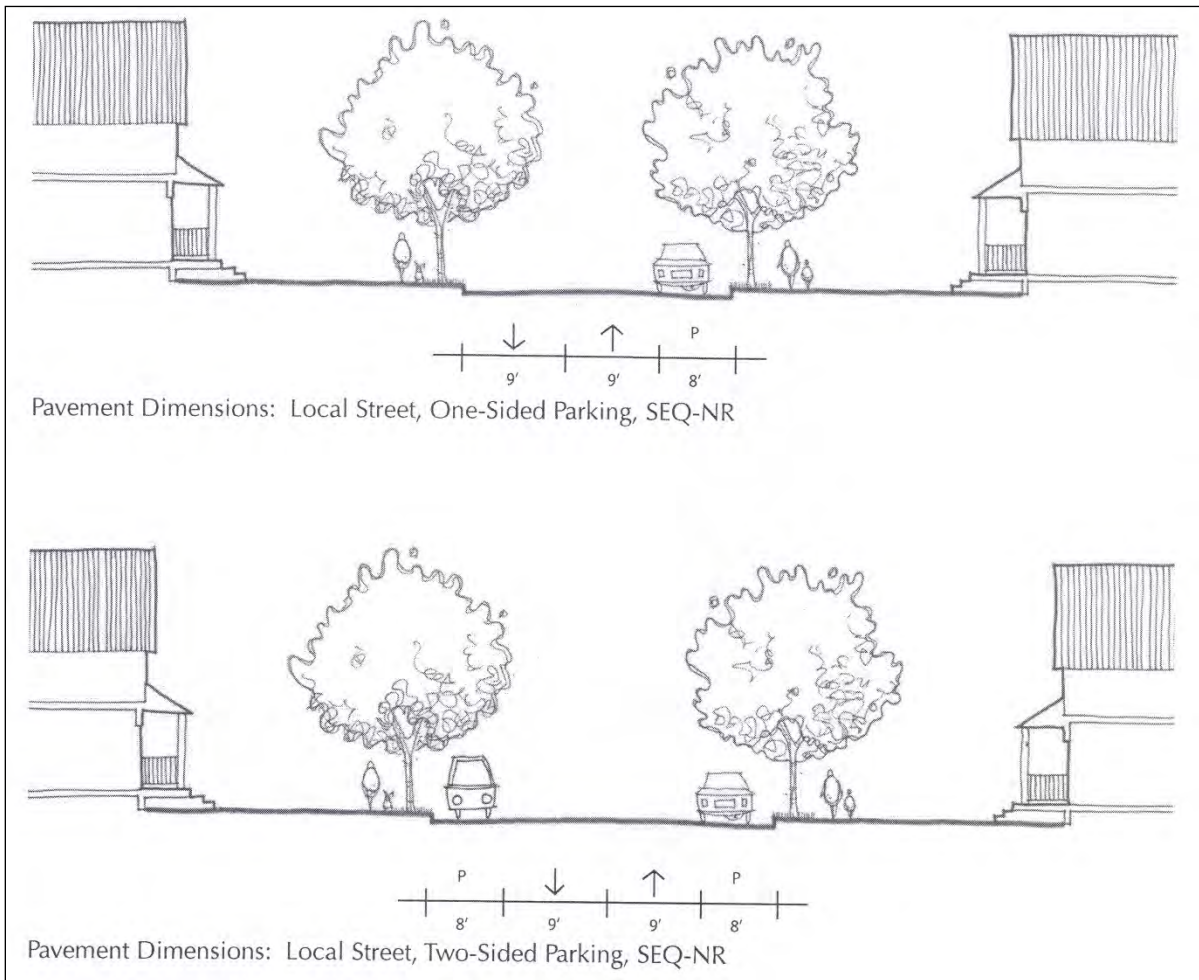 P
9' 9' 8'
Pavement Dimensions: Local Street, One-Sided Parking, SEQ-NR
P P
8' 9' 9' 8'
Pavement Dimensions: Local Street, Two-Sided Parking, SEQ-NR